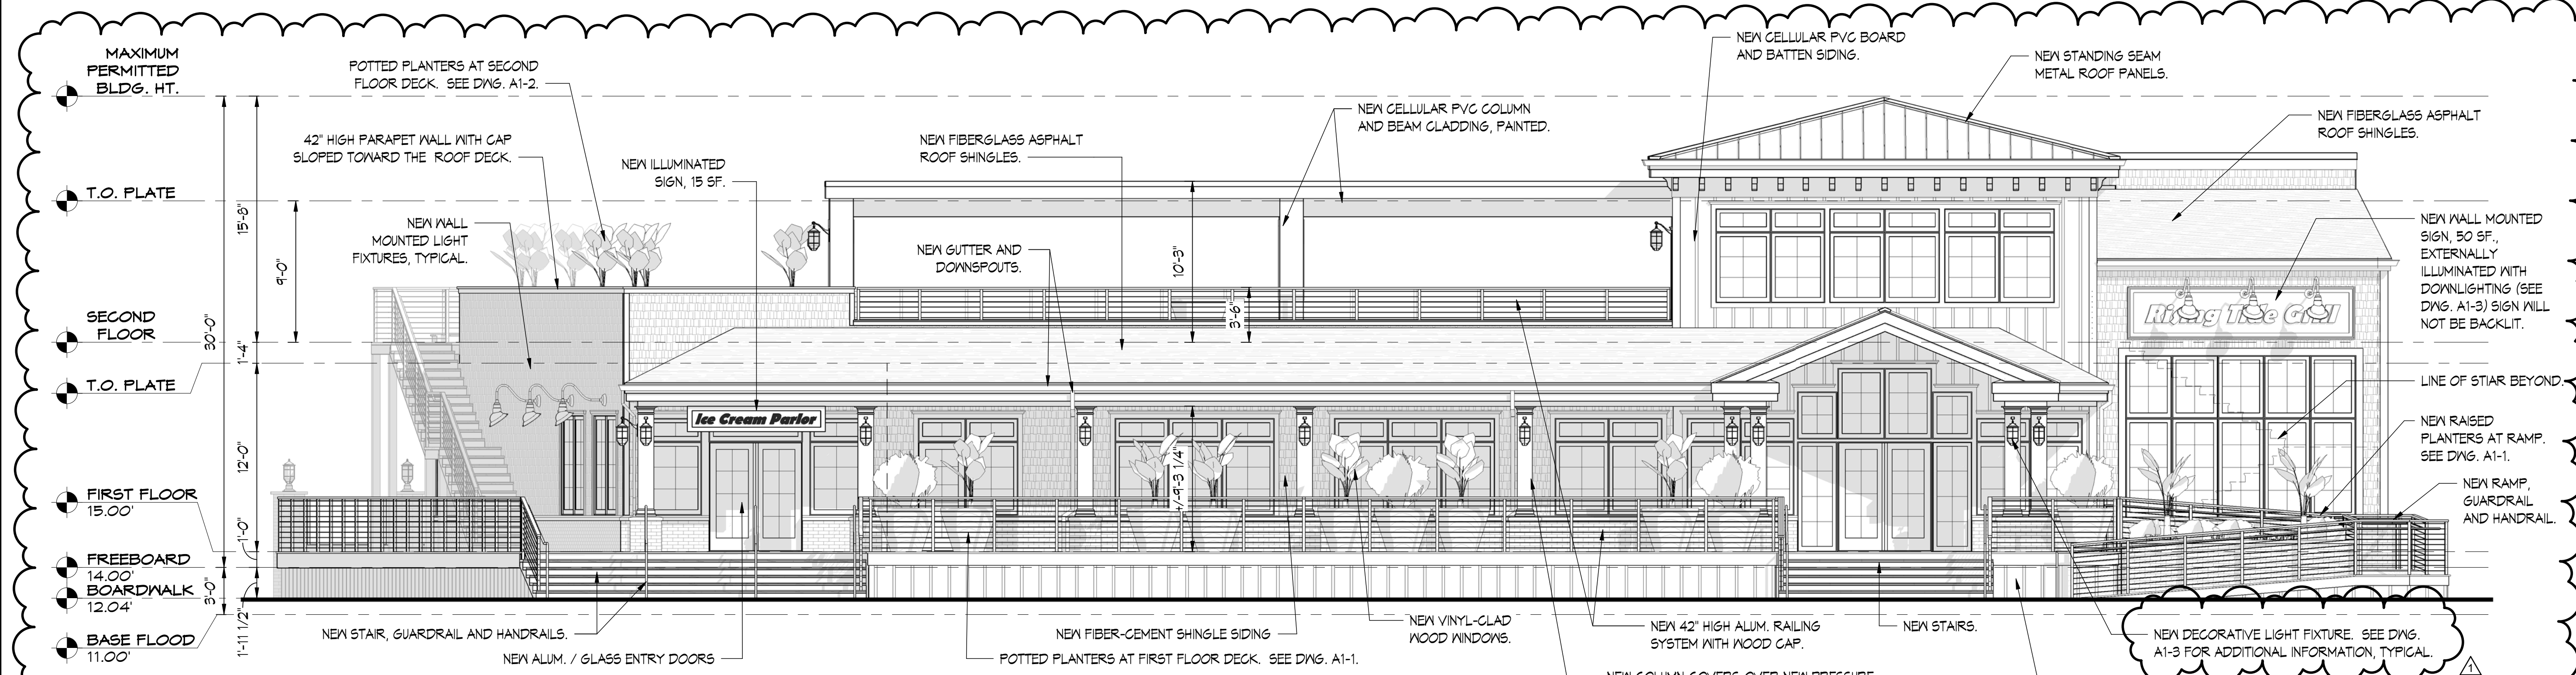 MAXIMUM
PERMITTED
BLDG. HT.
T.O. PLATE
SECOND
FLOOR
T.O. PLATE
FIRST FLOOR
15.00'
FREEBOARD
14.00'
BOARDWALK
12.04'
BASE FLOOD
11.00'
30'-0"
3'-0"
15'-8"
1'-4"
12'-0"
1'-0"
1'-11 1/2"
9'-0"
POTTED PLANTERS AT SECOND
FLOOR DECK. SEE DWG. A1-2.
42" HIGH PARAPET WALL WITH CAP
SLOPED TOWARD THE ROOF DECK.
NEW WALL
MOUNTED LIGHT
FIXTURES, TYPICAL.
NEW ILLUMINATED
SIGN, 15 SF.
NEW FIBERGLASS ASPHALT
ROOF SHINGLES.
NEW GUTTER AND
DOWNSPOUTS.
NEW CELLULAR PVC COLUMN
AND BEAM CLADDING, PAINTED.
10'-3"
3'-6"
+/-9'-3 1/4"
NEW CELLULAR PVC BOARD
AND BATTEN SIDING.
NEW STANDING SEAM
METAL ROOF PANELS.
NEW FIBERGLASS ASPHALT
ROOF SHINGLES.
NEW WALL MOUNTED
SIGN, 50 SF.,
EXTERNALLY
ILLUMINATED WITH
DOWNLIGHTING (SEE
DWG. A1-3) SIGN WILL
NOT BE BACKLIT.
Ice Cream Parlor
LINE OF STIAR BEYOND.
NEW RAISED
PLANTERS AT RAMP.
SEE DWG. A1-1.
NEW RAMP,
GUARDRAIL
AND HANDRAIL.
NEW STAIR, GUARDRAIL AND HANDRAILS.
NEW ALUM. / GLASS ENTRY DOORS
NEW FIBER-CEMENT SHINGLE SIDING
POTTED PLANTERS AT FIRST FLOOR DECK. SEE DWG. A1-1.
NEW VINYL-CLAD
WOOD WINDOWS.
NEW 42" HIGH ALUM. RAILING
SYSTEM WITH WOOD CAP.
NEW STAIRS.
NEW DECORATIVE LIGHT FIXTURE. SEE DWG.
A1-3 FOR ADDITIONAL INFORMATION, TYPICAL.
1
NEW COLUMN COVERS OVER NEW PRESSURE